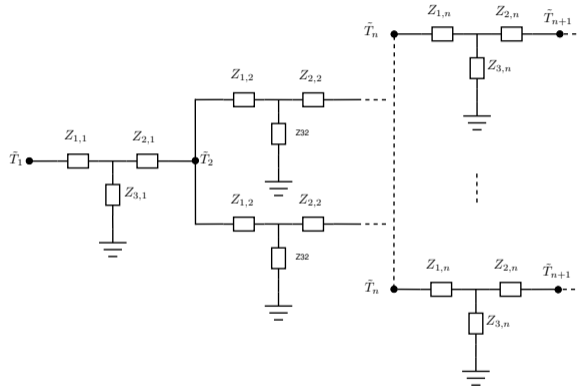 T̃_n Z_{1,n} Z_{2,n} T̃_{n+1}
Z_{3,n}
Z_{1,2} Z_{2,2}
Z32
T̃_1 Z_{1,1} Z_{2,1} T̃_2
Z_{3,1}
Z_{1,2} Z_{2,2}
Z32
T̃_n Z_{1,n} Z_{2,n} T̃_{n+1}
Z_{3,n}